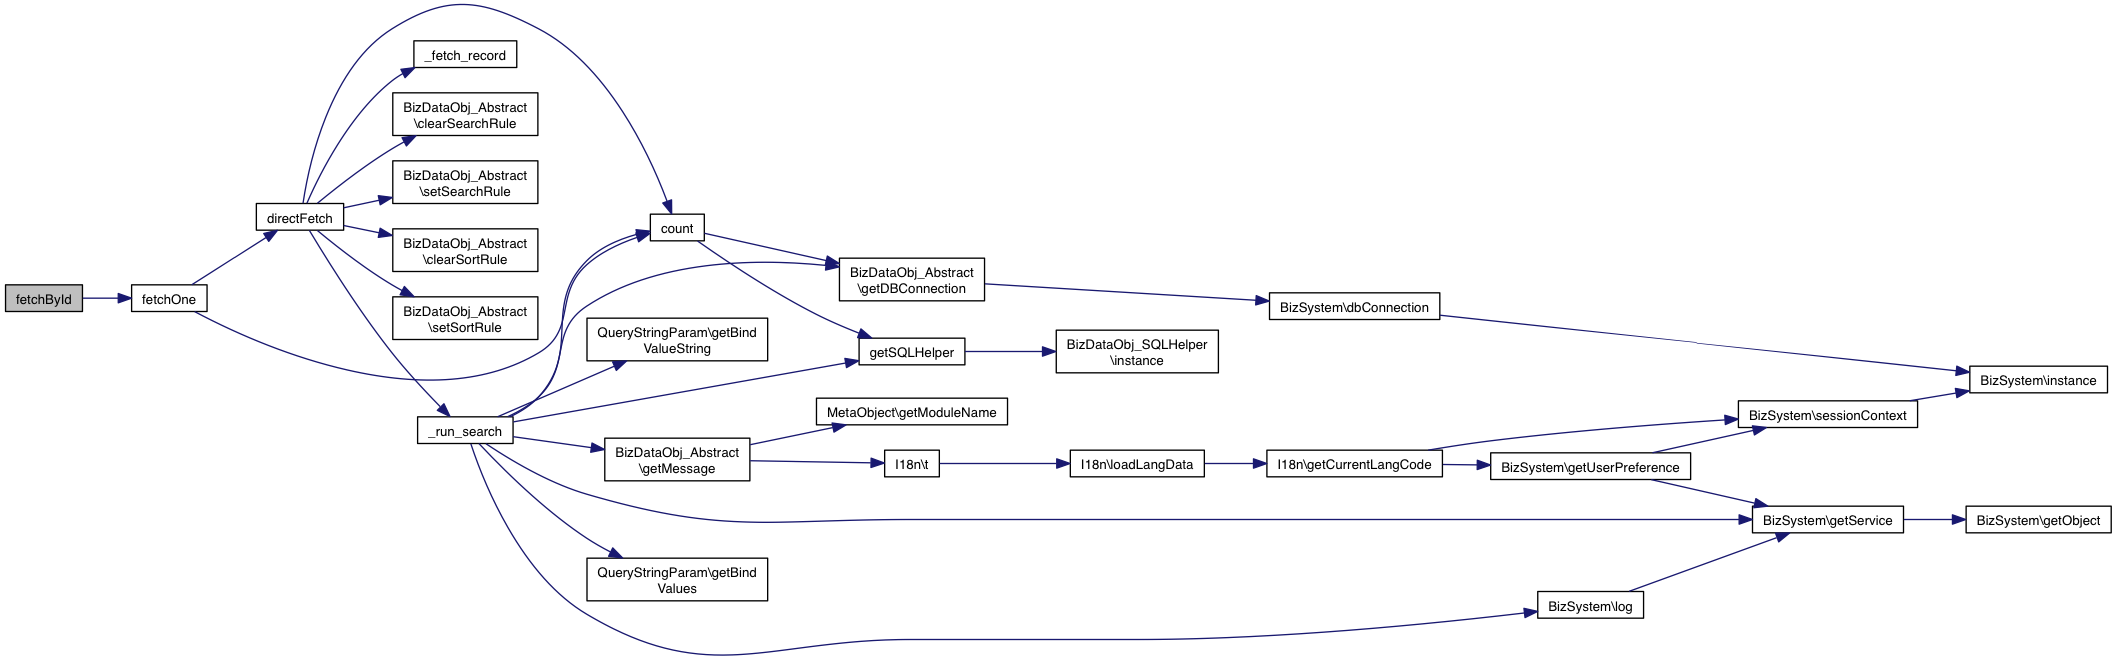 fetchById
fetchOne
directFetch
_fetch_record
BizDataObj_Abstract
\clearSearchRule
BizDataObj_Abstract
\setSearchRule
BizDataObj_Abstract
\clearSortRule
BizDataObj_Abstract
\setSortRule
_run_search
count
QueryStringParam\getBind
ValueString
BizDataObj_Abstract
\getMessage
QueryStringParam\getBind
Values
BizDataObj_Abstract
\getDBConnection
getSQLHelper
MetaObject\getModuleName
I18n\t
BizDataObj_SQLHelper
\instance
I18n\loadLangData
BizSystem\dbConnection
I18n\getCurrentLangCode
BizSystem\getUserPreference
BizSystem\log
BizSystem\sessionContext
BizSystem\getService
BizSystem\instance
BizSystem\getObject